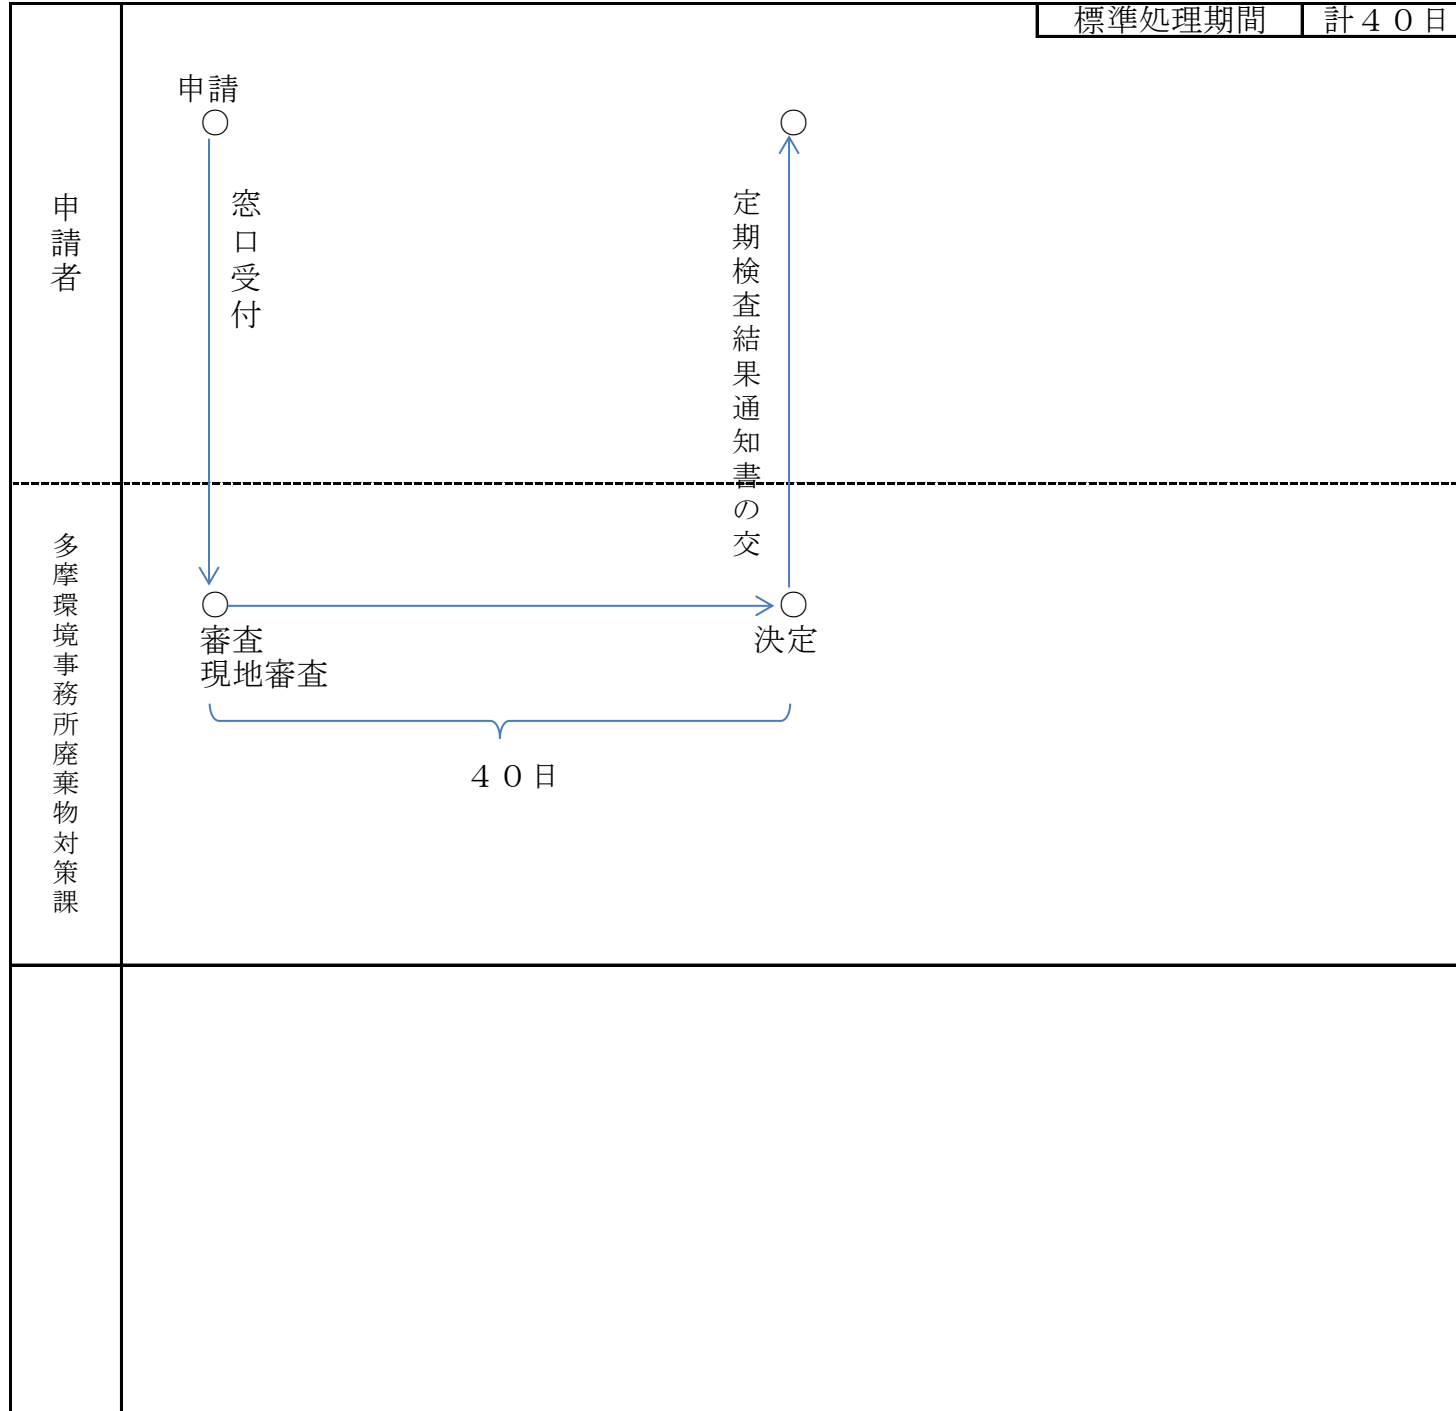 標準処理期間 計４０日
申請
申請者
窓口受付
定期検査結果通知書の交
多摩環境事務所廃棄物対策課
審査
現地審査
決定
４０日